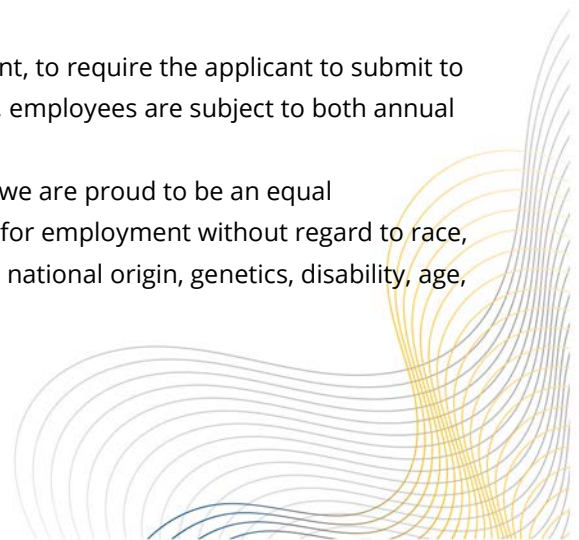 nt, to require the applicant to submit to
employees are subject to both annual
we are proud to be an equal
for employment without regard to race,
national origin, genetics, disability, age,